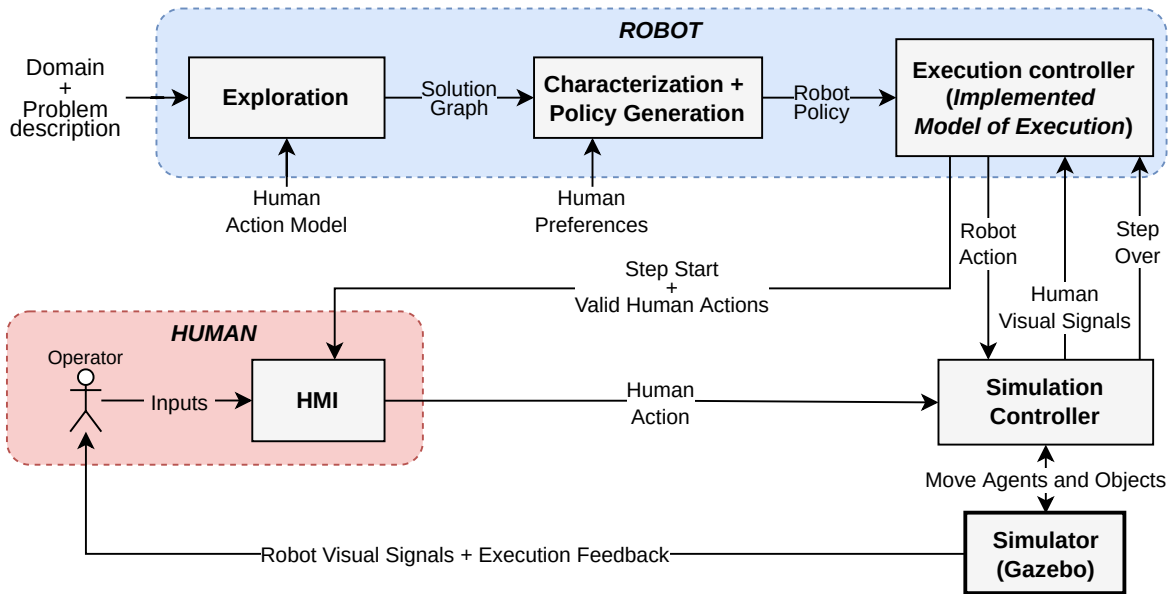 ROBOT
Domain
+
Problem
description
Exploration
Solution
Graph
Characterization +
Policy Generation
Robot
Policy
Execution controller
(Implemented
Model of Execution)
Human
Action Model
Human
Preferences
Robot
Action
Step
Over
Human
Visual Signals
Step Start
+
Valid Human Actions
HUMAN
Operator
Inputs
HMI
Human
Action
Simulation
Controller
Move Agents and Objects
Robot Visual Signals + Execution Feedback
Simulator
(Gazebo)